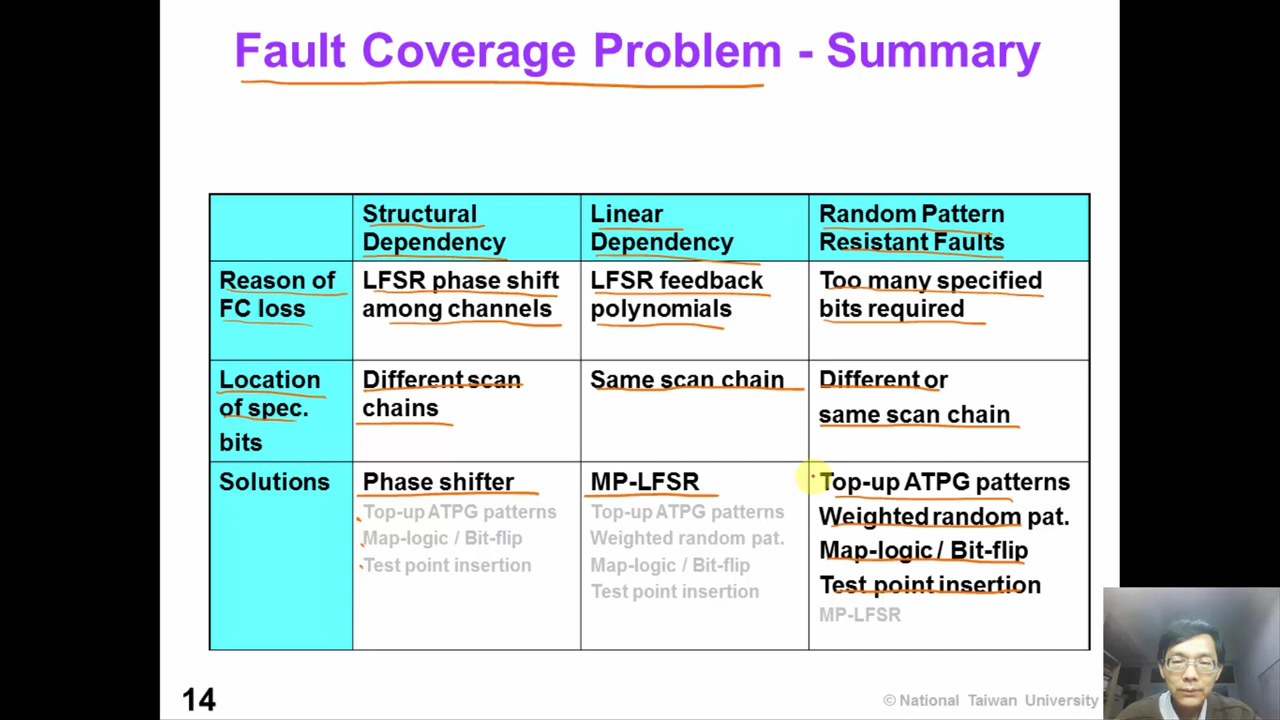 Fault Coverage Problem - Summary
Structural
Dependency
Linear
Dependency
Random Pattern
Resistant Faults
Reason of
FC loss
LFSR phase shift
among channels
LFSR feedback
polynomials
Too many specified
bits required
Location
of spec.
bits
Different scan
chains
Same scan chain
Different or
same scan chain
Solutions
Phase shifter
Top-up ATPG patterns
Map-logic / Bit-flip
Test point insertion
MP-LFSR
Top-up ATPG patterns
Weighted random pat.
Map-logic / Bit-flip
Test point insertion
Top-up ATPG patterns
Weighted random pat.
Map-logic / Bit-flip
Test point insertion
MP-LFSR
14
© National Taiwan University